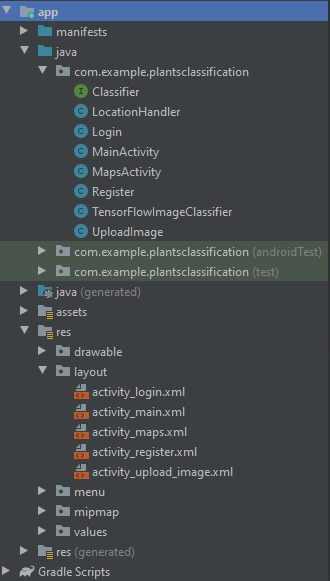 app
manifests
java
com.example.plantsclassification
Classifier
LocationHandler
Login
MainActivity
MapsActivity
Register
TensorFlowImageClassifier
UploadImage
com.example.plantsclassification (androidTest)
com.example.plantsclassification (test)
java (generated)
assets
res
drawable
layout
activity_login.xml
activity_main.xml
activity_maps.xml
activity_register.xml
activity_upload_image.xml
menu
mipmap
values
res (generated)
Gradle Scripts